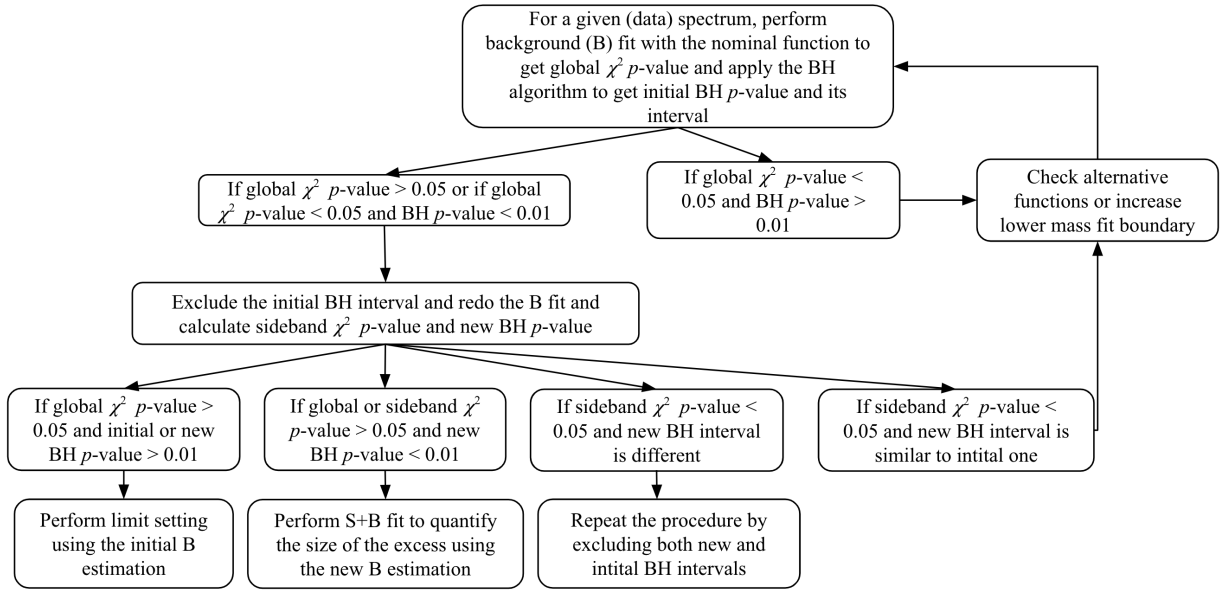 For a given (data) spectrum, perform
background (B) fit with the nominal function to
get global χ² p-value and apply the BH
algorithm to get initial BH p-value and its
interval
If global χ² p-value > 0.05 or if global
χ² p-value < 0.05 and BH p-value < 0.01
If global χ² p-value <
0.05 and BH p-value >
0.01
Check alternative
functions or increase
lower mass fit boundary
Exclude the initial BH interval and redo the B fit and
calculate sideband χ² p-value and new BH p-value
If global χ² p-value >
0.05 and initial or new
BH p-value > 0.01
If global or sideband χ²
p-value > 0.05 and new
BH p-value < 0.01
If sideband χ² p-value <
0.05 and new BH interval
is different
If sideband χ² p-value <
0.05 and new BH interval is
similar to intital one
Perform limit setting
using the initial B
estimation
Perform S+B fit to quantify
the size of the excess using
the new B estimation
Repeat the procedure by
excluding both new and
intital BH intervals